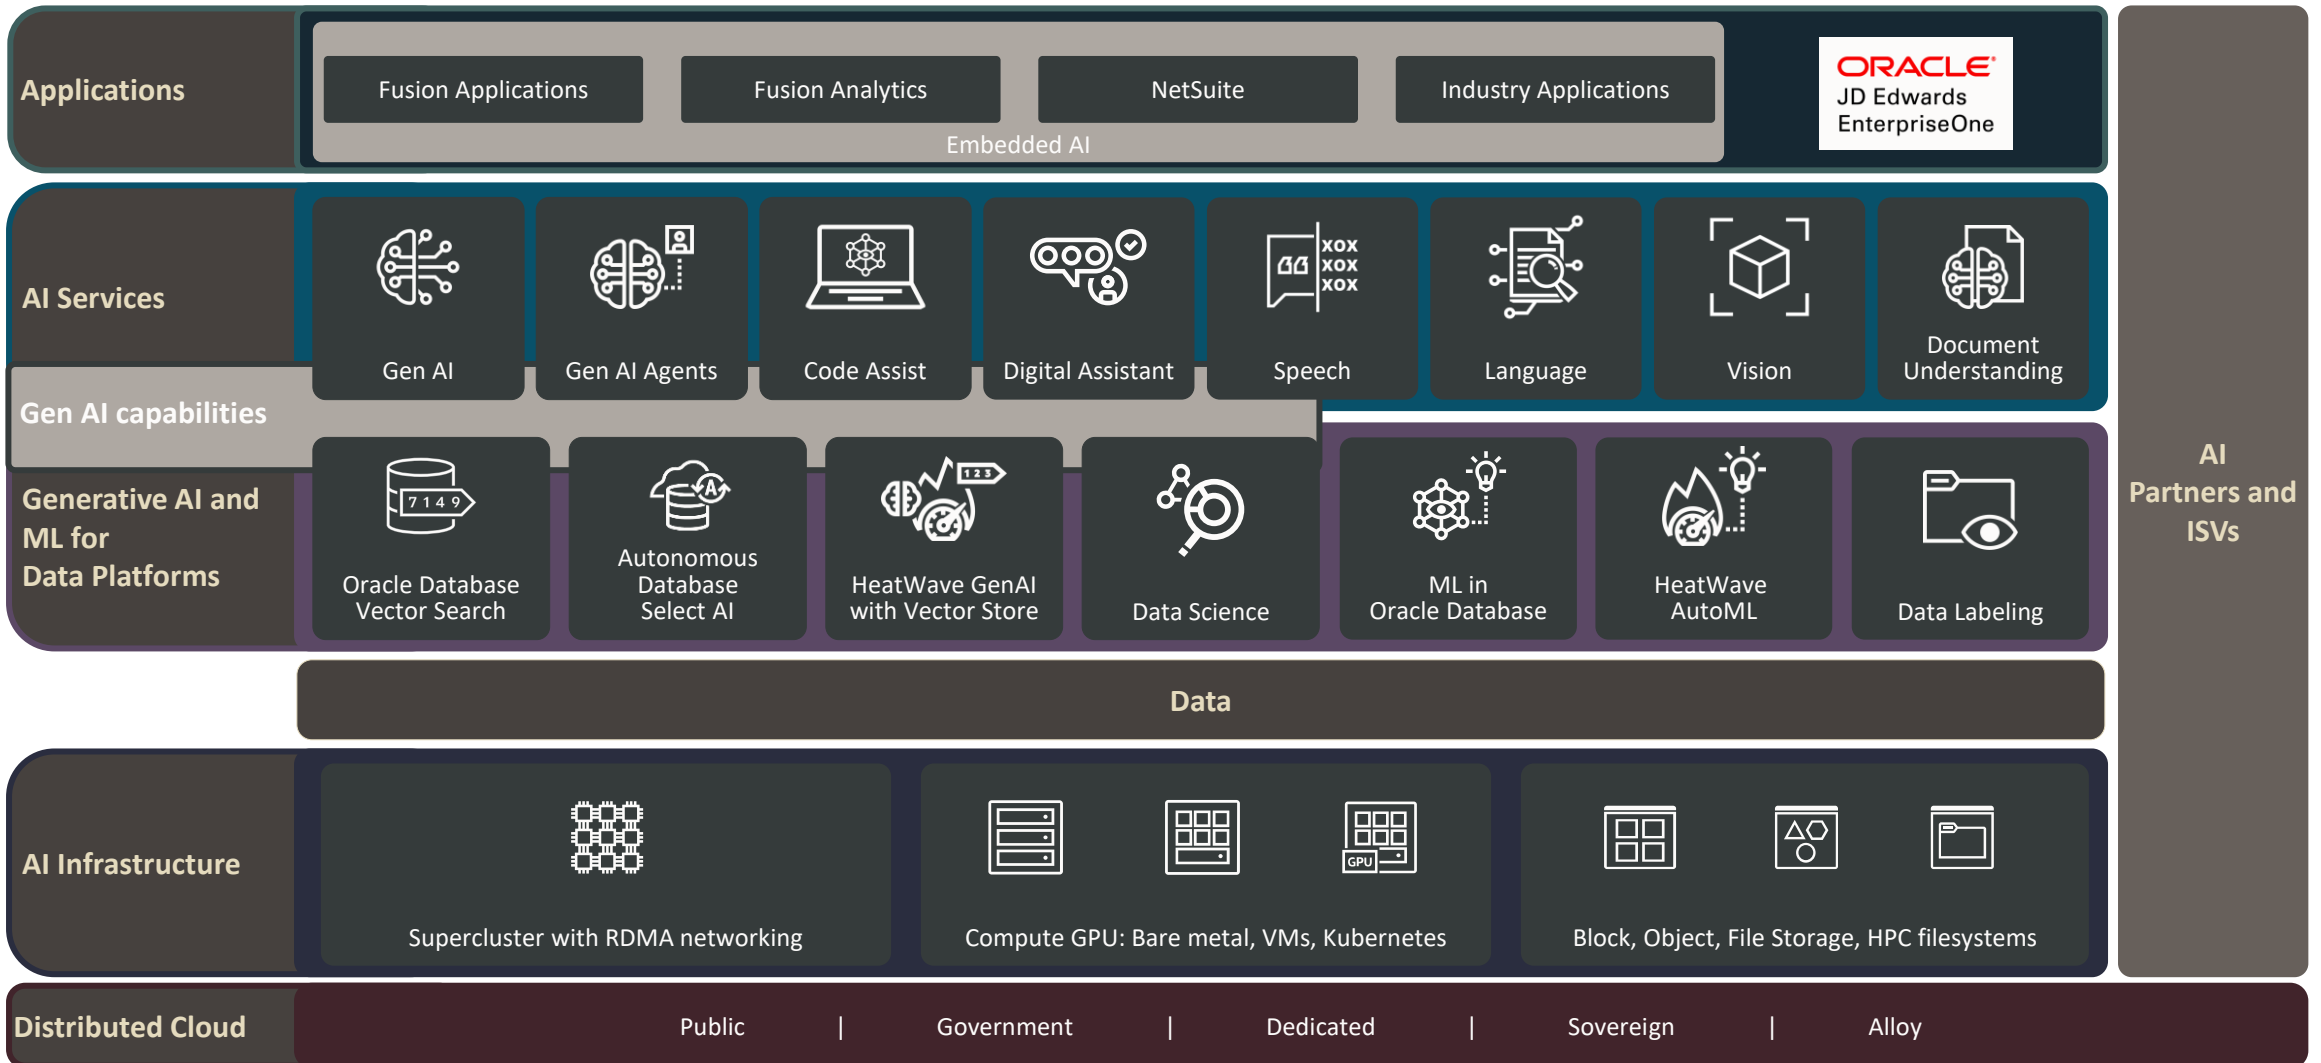 Applications
Fusion Applications
Fusion Analytics
NetSuite
Industry Applications
Embedded AI
ORACLE
JD Edwards
EnterpriseOne
AI Services
Gen AI
Gen AI Agents
Code Assist
Digital Assistant
xox
xox
xox
Speech
Language
Vision
Document
Understanding
Gen AI capabilities
Generative AI and
ML for
Data Platforms
7 1 4 9
Oracle Database
Vector Search
A
Autonomous
Database
Select AI
1 2 3
HeatWave GenAI
with Vector Store
Data Science
ML in
Oracle Database
HeatWave
AutoML
Data Labeling
Data
AI Infrastructure
Supercluster with RDMA networking
GPU
Compute GPU: Bare metal, VMs, Kubernetes
Block, Object, File Storage, HPC filesystems
AI
Partners and
ISVs
Distributed Cloud
Public | Government | Dedicated | Sovereign | Alloy